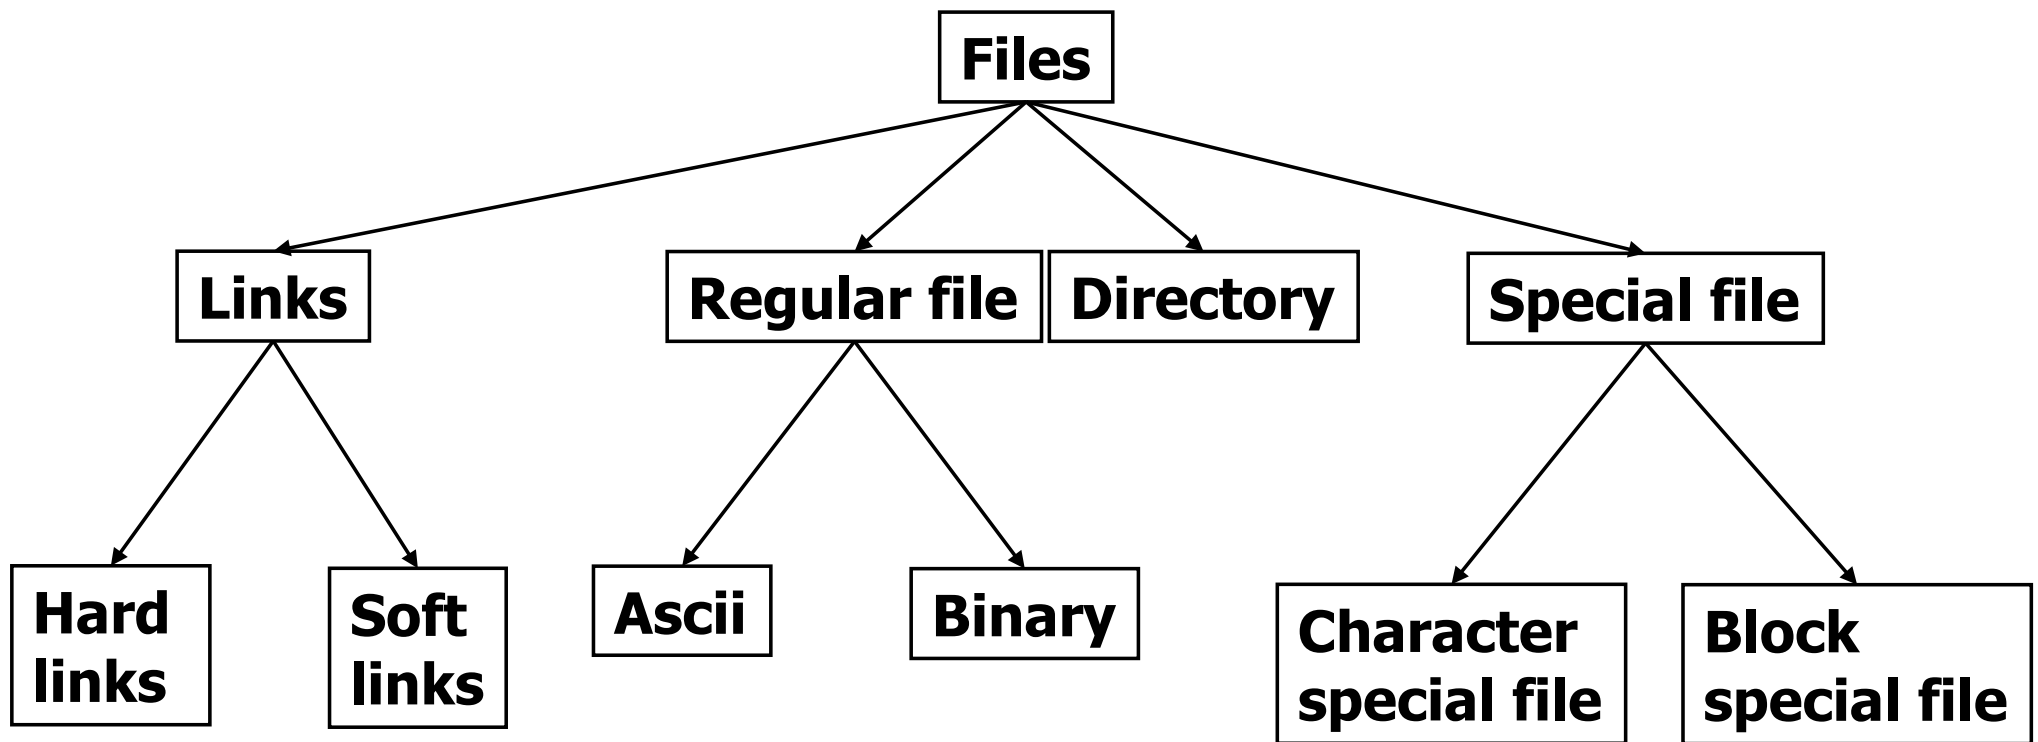 Files
Links
Regular file
Directory
Special file
Hard
links
Soft
links
Ascii
Binary
Character
special file
Block
special file